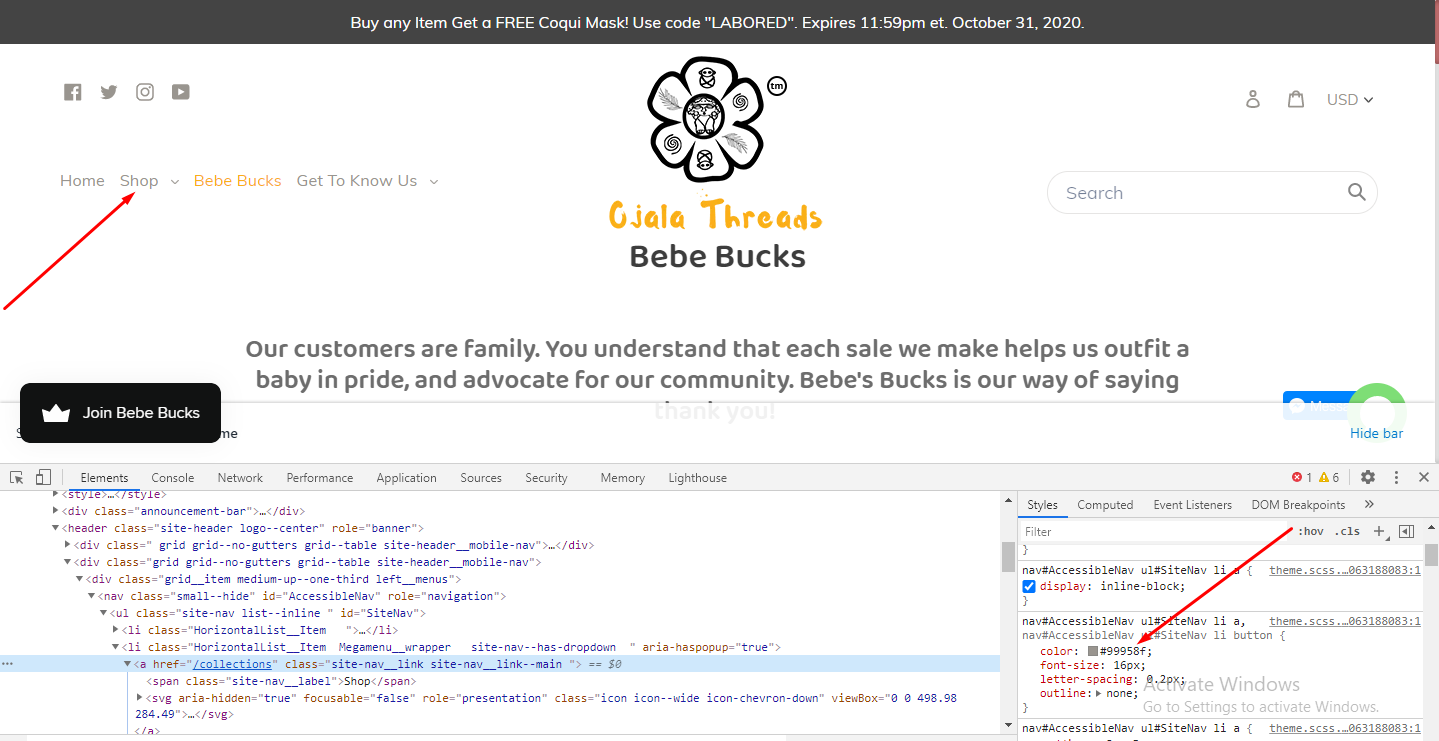 Buy any Item Get a FREE Coqui Mask! Use code "LABORED". Expires 11:59pm et. October 31, 2020.
tm
USD
Home Shop Bebe Bucks Get To Know Us
Search
Ojala Threads
Bebe Bucks
Our customers are family. You understand that each sale we make helps us outfit a
baby in pride, and advocate for our community. Bebe's Bucks is our way of saying
thank you!
Join Bebe Bucks
me
Hide bar
Elements Console Network Performance Application Sources Security Memory Lighthouse
1 6
<style>…</style>
<div class="announcement-bar">…</div>
<header class="site-header logo--center" role="banner">
<div class=" grid grid--no-gutters grid--table site-header__mobile-nav">…</div>
<div class="grid grid--no-gutters grid--table site-header__mobile-nav">
<div class="grid__item medium-up--one-third left__menus">
<nav class="small--hide" id="AccessibleNav" role="navigation">
<ul class="site-nav list--inline " id="SiteNav">
<li class="HorizontalList__Item   ">…</li>
<li class="HorizontalList__Item  Megamenu__wrapper   site-nav--has-dropdown  " aria-haspopup="true">
… <a href="/collections" class="site-nav__link site-nav__link--main "> == $0
<span class="site-nav__label">Shop</span>
<svg aria-hidden="true" focusable="false" role="presentation" class="icon icon--wide icon-chevron-down" viewBox="0 0 498.98
284.49">…</svg>
</a>
Styles Computed Event Listeners DOM Breakpoints »
Filter :hov .cls +
}
nav#AccessibleNav ul#SiteNav li a { theme.scss.…063188083:1
display: inline-block;
}
nav#AccessibleNav ul#SiteNav li a, theme.scss.…063188083:1
nav#AccessibleNav ul#SiteNav li button {
color: #99958f;
font-size: 16px;
letter-spacing: 0.2px;
outline: none;
}
Activate Windows
Go to Settings to activate Windows.
nav#AccessibleNav ul#SiteNav li a { theme.scss.…063188083:1